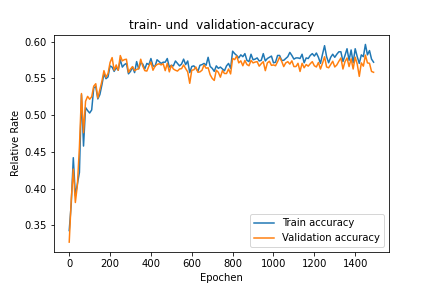 train- und  validation-accuracy
0.60
0.55
0.50
0.45
0.40
0.35
Relative Rate
0
200
400
600
800
1000
1200
1400
Epochen
Train accuracy
Validation accuracy